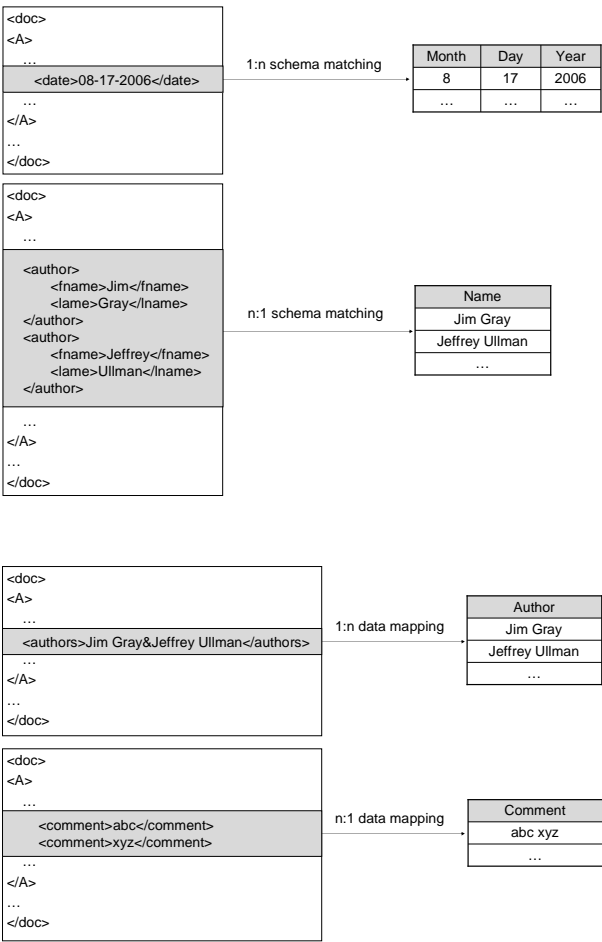 <doc>
<A>
…
<date>08-17-2006</date>
…
</A>
…
</doc>
1:n schema matching
Month Day Year
8 17 2006
… … …
<doc>
<A>
…
<author>
<fname>Jim</fname>
<lame>Gray</lname>
</author>
<author>
<fname>Jeffrey</fname>
<lame>Ullman</lname>
</author>
…
</A>
…
</doc>
n:1 schema matching
Name
Jim Gray
Jeffrey Ullman
…
<doc>
<A>
…
<authors>Jim Gray&Jeffrey Ullman</authors>
…
</A>
…
</doc>
1:n data mapping
Author
Jim Gray
Jeffrey Ullman
…
<doc>
<A>
…
<comment>abc</comment>
<comment>xyz</comment>
…
</A>
…
</doc>
n:1 data mapping
Comment
abc xyz
…